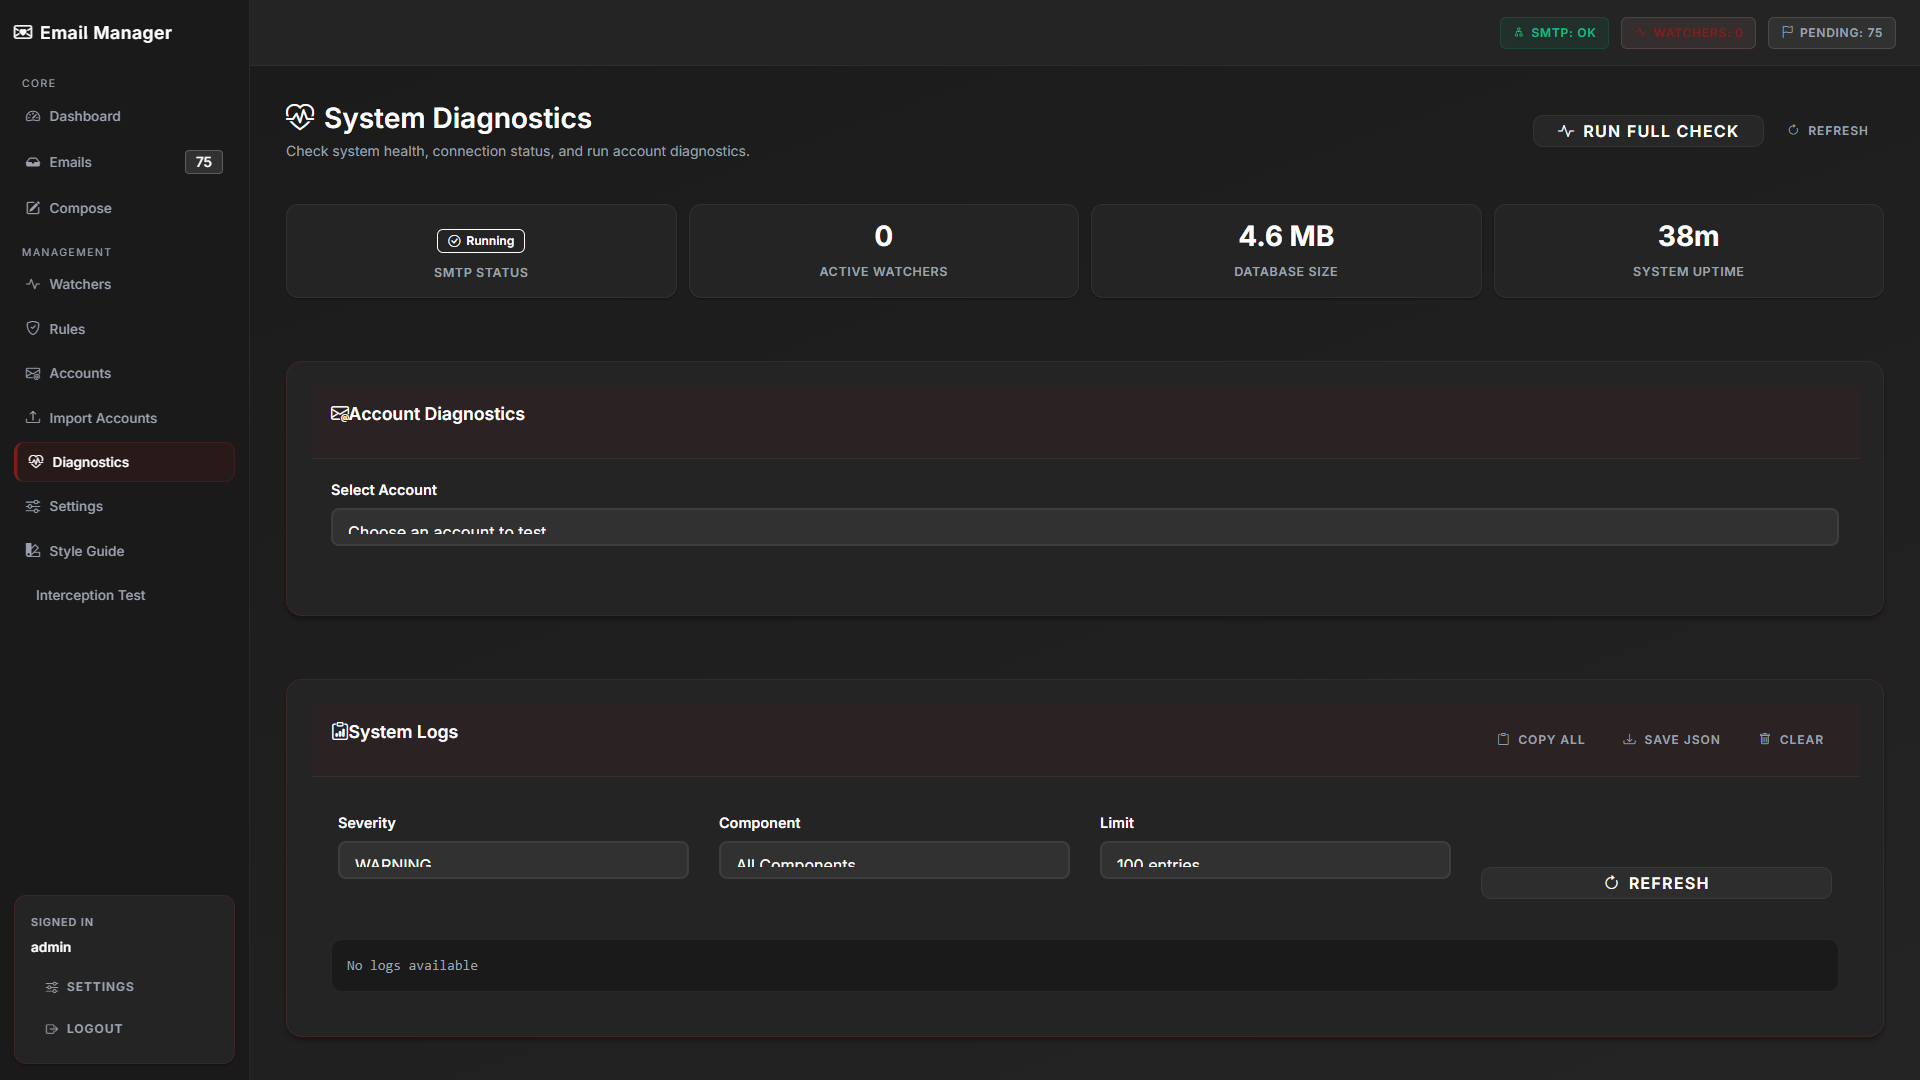 Email Manager
SMTP: OK
WATCHERS: 0
PENDING: 75
CORE
Dashboard
Emails
75
Compose
MANAGEMENT
Watchers
Rules
Accounts
Import Accounts
Diagnostics
Settings
Style Guide
Interception Test
SIGNED IN
admin
SETTINGS
LOGOUT
System Diagnostics
Check system health, connection status, and run account diagnostics.
RUN FULL CHECK
REFRESH
Running
SMTP STATUS
0
ACTIVE WATCHERS
4.6 MB
DATABASE SIZE
38m
SYSTEM UPTIME
Account Diagnostics
Select Account
Choose an account to test
System Logs
COPY ALL
SAVE JSON
CLEAR
Severity
WARNING
Component
All Components
Limit
100 entries
REFRESH
No logs available